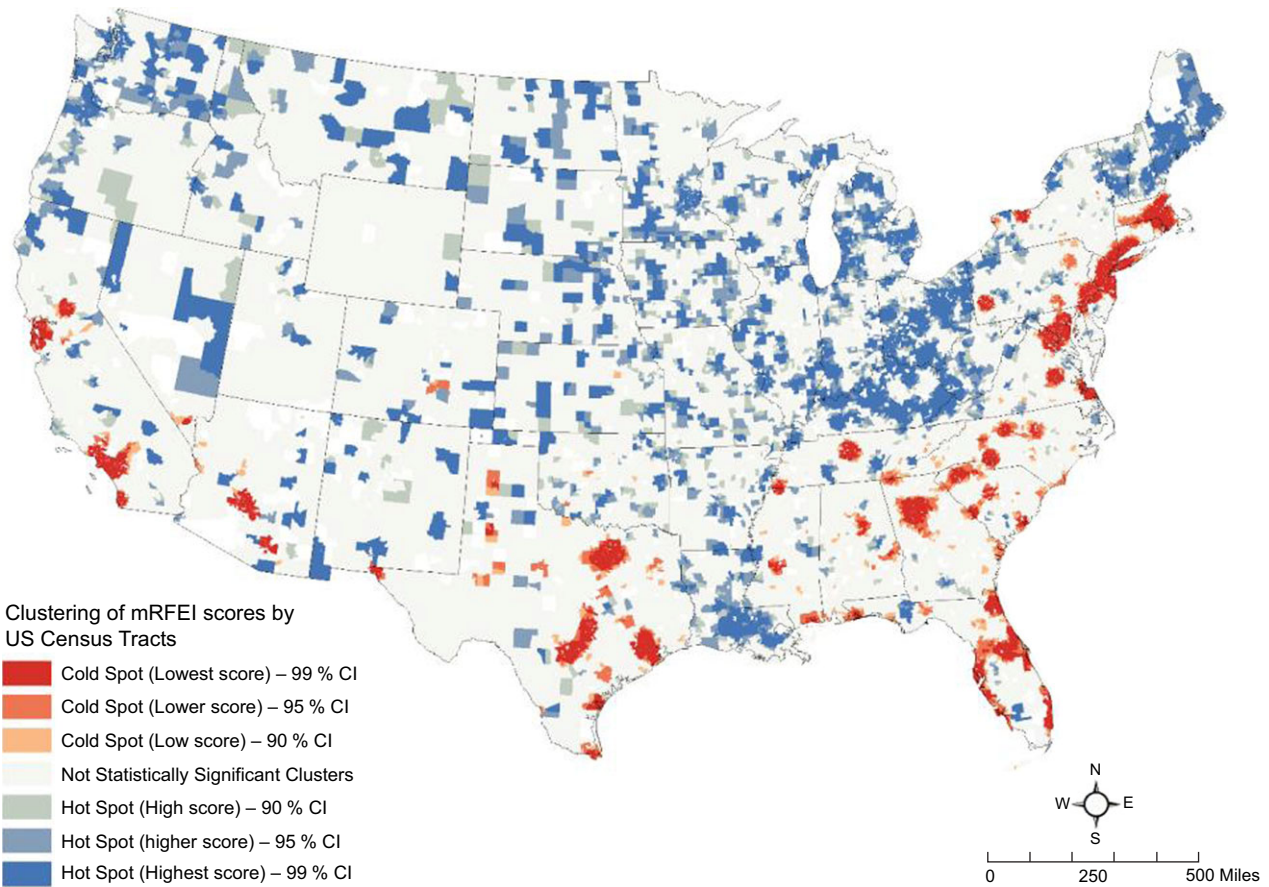 Clustering of mRFEI scores by
US Census Tracts
Cold Spot (Lowest score) – 99 % CI
Cold Spot (Lower score) – 95 % CI
Cold Spot (Low score) – 90 % CI
Not Statistically Significant Clusters
Hot Spot (High score) – 90 % CI
Hot Spot (higher score) – 95 % CI
Hot Spot (Highest score) – 99 % CI
N
W E
S
0 250 500 Miles